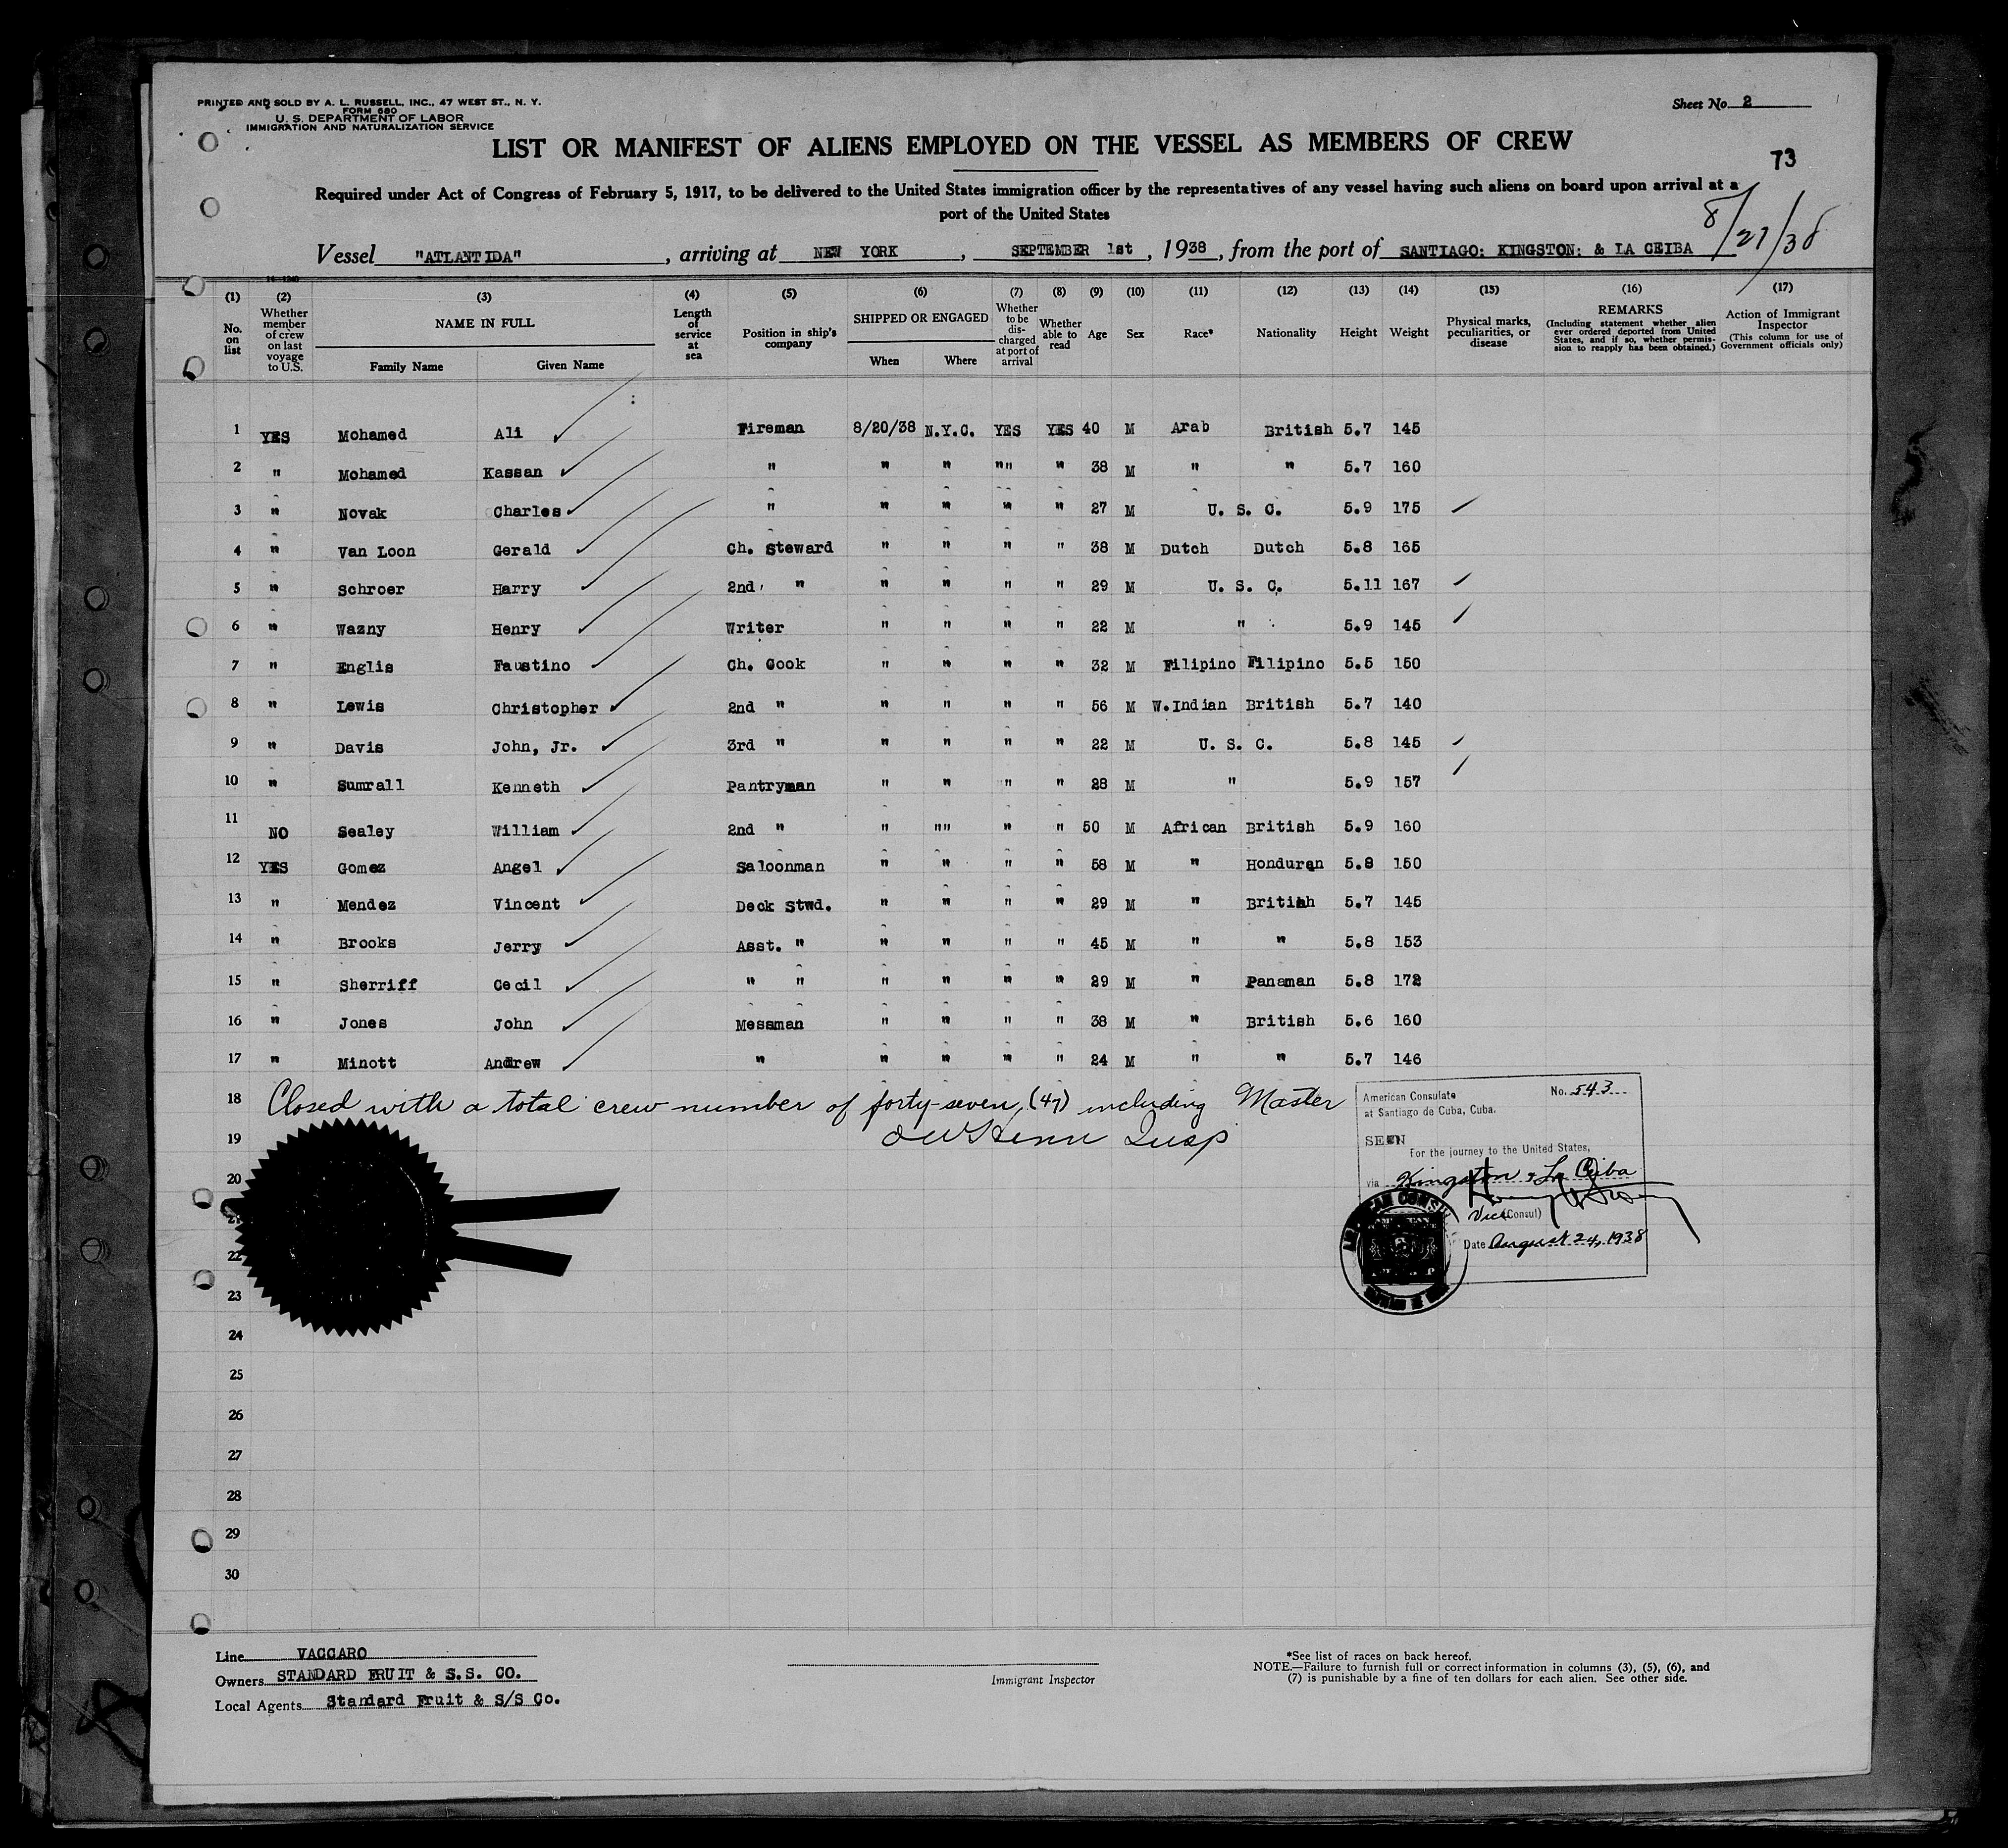 PRINTED AND SOLD BY A. L. RUSSELL, INC., 47 WEST ST., N. Y.
FORM 680
U. S. DEPARTMENT OF LABOR
IMMIGRATION AND NATURALIZATION SERVICE
Sheet No. 2
LIST OR MANIFEST OF ALIENS EMPLOYED ON THE VESSEL AS MEMBERS OF CREW
73
Required under Act of Congress of February 5, 1917, to be delivered to the United States immigration officer by the representatives of any vessel having such aliens on board upon arrival at a
port of the United States
8/21/38
Vessel "ATLANTIDA", arriving at NEW YORK, SEPTEMBER 1st, 1938, from the port of SANTIAGO: KINGSTON: & LA CEIBA
(1) No. on list (2) Whether member of crew on last voyage to U.S. (3) NAME IN FULL Family Name Given Name (4) Length of service at sea (5) Position in ship's company (6) SHIPPED OR ENGAGED When Where (7) Whether to be discharged at port of arrival (8) Whether able to read (9) Age (10) Sex (11) Race* (12) Nationality (13) Height (14) Weight (15) Physical marks, peculiarities, or disease (16) REMARKS (Including statement whether alien ever ordered deported from United States, and if so, whether permission to reapply has been obtained.) (17) Action of Immigrant Inspector (This column for use of Government officials only)
1 YES Mohamed Ali Fireman 8/20/38 N.Y.C. YES YES 40 M Arab British 5.7 145
2 " Mohamed Kassan " " " "" " 38 M " " 5.7 160
3 " Novak Charles " " " " " 27 M U. S. C. 5.9 175
4 " Van Loon Gerald Ch. Steward " " " " 38 M Dutch Dutch 5.8 165
5 " Schroer Harry 2nd " " " " " 29 M U. S. C. 5.11 167
6 " Wazny Henry Writer " " " " 22 M " 5.9 145
7 " Englis Faustino Ch. Cook " " " " 32 M Filipino Filipino 5.5 150
8 " Lewis Christopher 2nd " " " " " 56 M W.Indian British 5.7 140
9 " Davis John, Jr. 3rd " " " " " 22 M U. S. C. 5.8 145
10 " Sumrall Kenneth Pantryman " " " " 28 M " 5.9 157
11 NO Sealey William 2nd " " "" " " 50 M African British 5.9 160
12 YES Gomez Angel Saloonman " " " " 58 M " Honduran 5.8 150
13 " Mendez Vincent Deck Stwd. " " " " 29 M " British 5.7 145
14 " Brooks Jerry Asst. " " " " " 45 M " " 5.8 153
15 " Sherriff Cecil " " " " " " 29 M " Panaman 5.8 172
16 " Jones John Messman " " " " 38 M " British 5.6 160
17 " Minott Andrew " " " " " 24 M " " 5.7 146
18 Closed with a total crew number of forty-seven, (47) including Master
19
20
21
22
23
24
25
26
27
28
29
30
American Consulate No. 543
at Santiago de Cuba, Cuba.
SEEN
For the journey to the United States,
via Kingston & La Ceiba
Vice (Consul)
Date August 24, 1938
Line VACCARO
Owners STANDARD FRUIT & S.S. CO.
Local Agents Standard Fruit & S/S Co.
Immigrant Inspector
*See list of races on back hereof.
NOTE.—Failure to furnish full or correct information in columns (3), (5), (6), and
(7) is punishable by a fine of ten dollars for each alien. See other side.